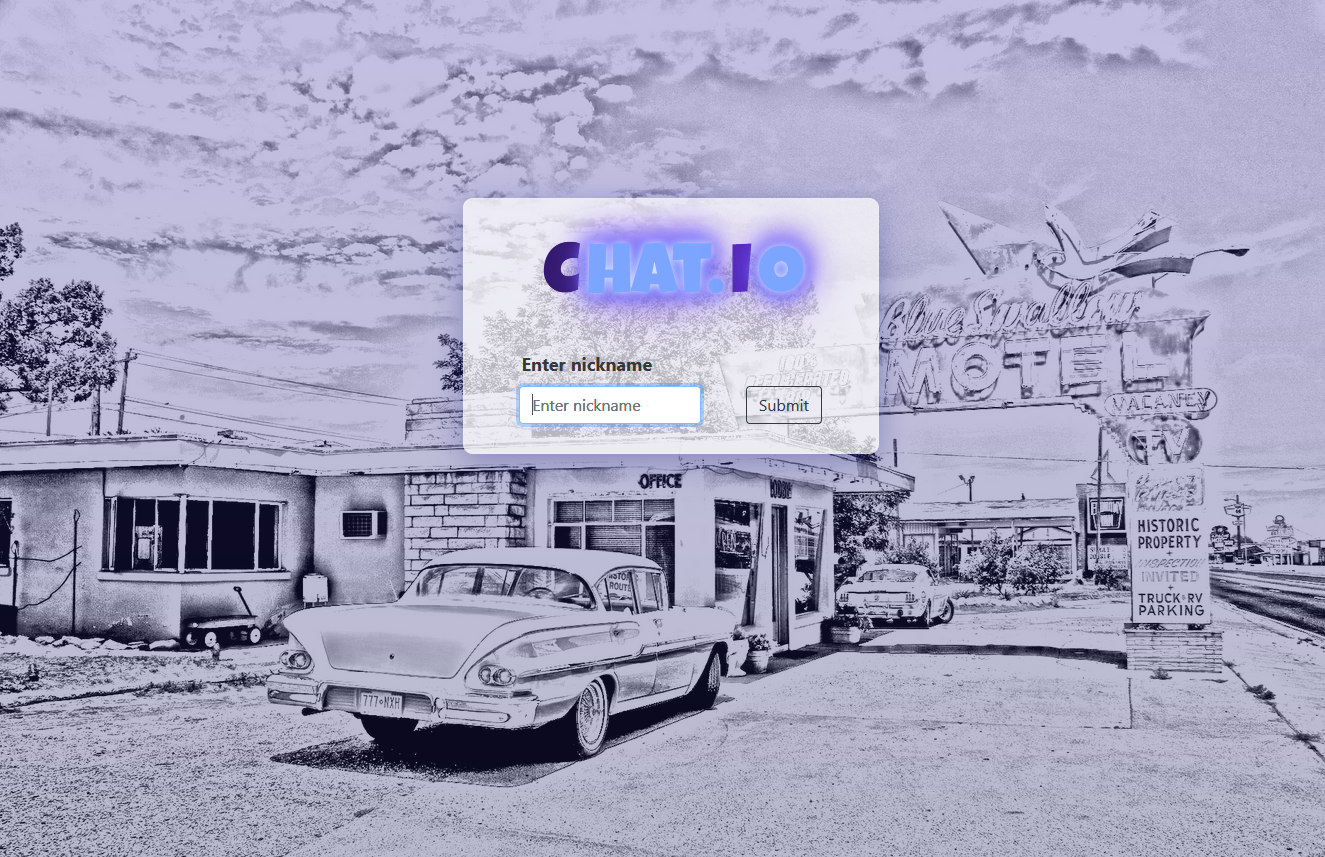 CHAT.IO
Enter nickname
Enter nickname
Submit
Blue Swallow
MOTEL
VACANCY
TV
OFFICE
HISTORIC
PROPERTY
+
INSPECTION
INVITED
TRUCK·RV
PARKING
777·NXH